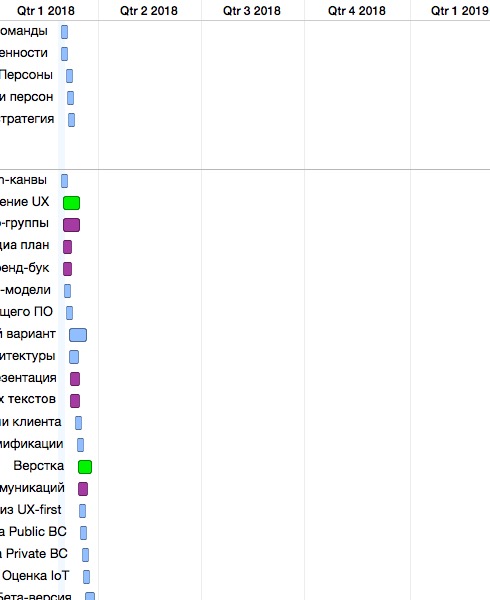 Qtr 1 2018 Qtr 2 2018 Qtr 3 2018 Qtr 4 2018 Qtr 1 2019
оманды
енности
Персоны
и персон
тратегия
n-канвы
ение UX
-группы
диа план
ренд-бук
-модели
щего ПО
й вариант
итектуры
езентация
х текстов
и клиента
мификации
Верстка
муникаций
из UX-first
а Public BC
а Private BC
Оценка IoT
Бета-версия